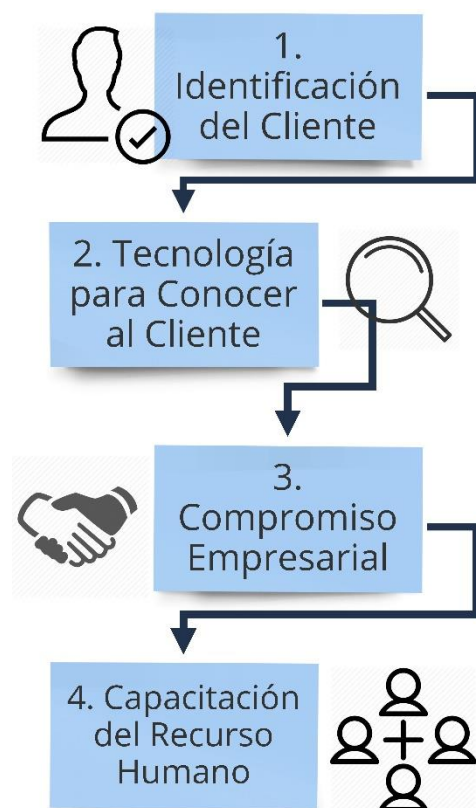 1.
Identificación
del Cliente
2. Tecnología
para Conocer
al Cliente
3.
Compromiso
Empresarial
4. Capacitación
del Recurso
Humano